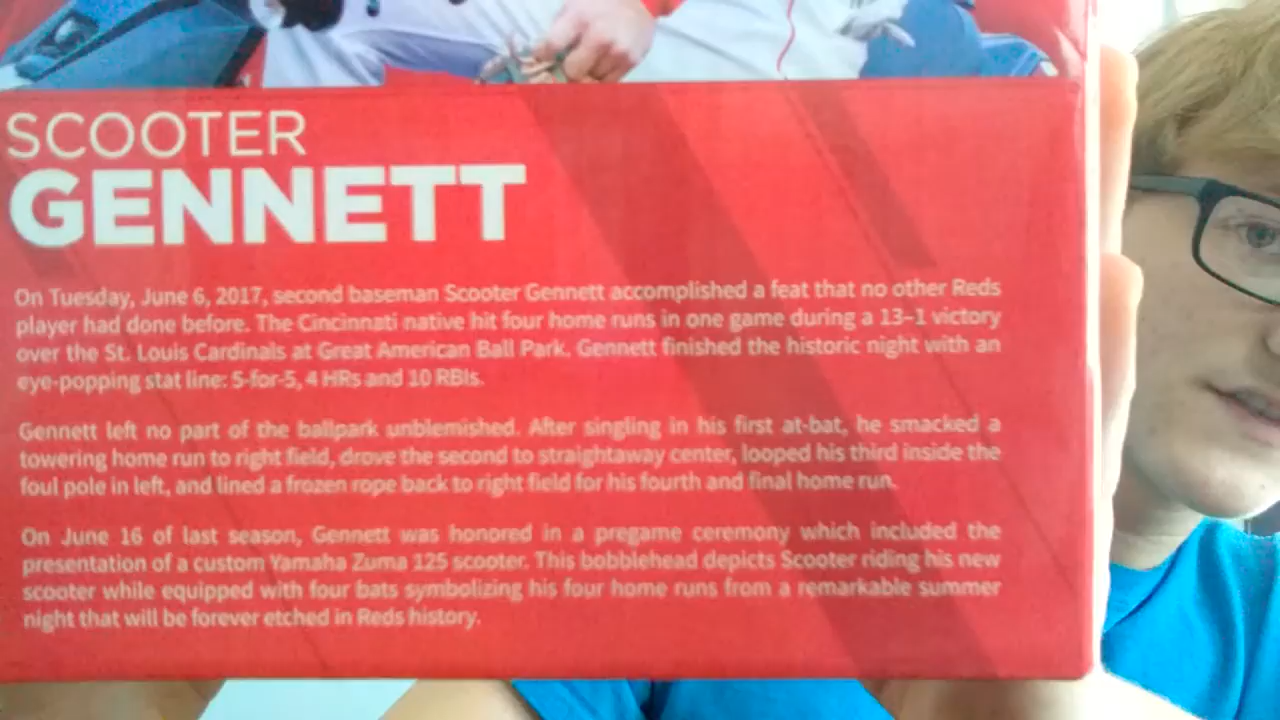 SCOOTER
GENNETT
On Tuesday, June 6, 2017, second baseman Scooter Gennett accomplished a feat that no other Reds
player had done before. The Cincinnati native hit four home runs in one game during a 13–1 victory
over the St. Louis Cardinals at Great American Ball Park. Gennett finished the historic night with an
eye-popping stat line: 5-for-5, 4 HRs and 10 RBIs.
Gennett left no part of the ballpark unblemished. After singling in his first at-bat, he smacked a
towering home run to right field, drove the second to straightaway center, looped his third inside the
foul pole in left, and lined a frozen rope back to right field for his fourth and final home run.
On June 16 of last season, Gennett was honored in a pregame ceremony which included the
presentation of a custom Yamaha Zuma 125 scooter. This bobblehead depicts Scooter riding his new
scooter while equipped with four bats symbolizing his four home runs from a remarkable summer
night that will be forever etched in Reds history.